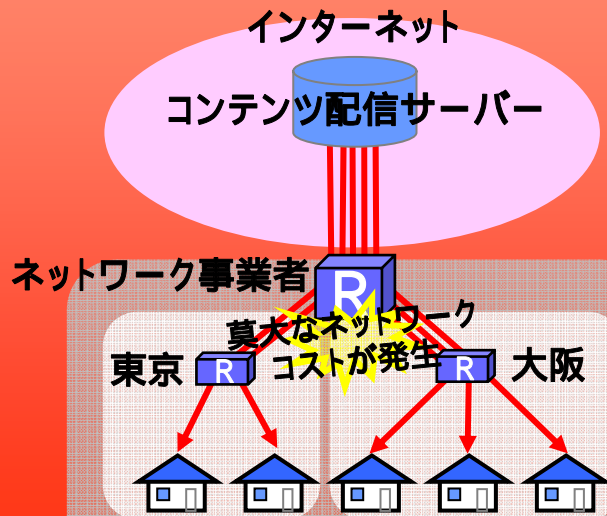 インターネット
コンテンツ配信サーバー
ネットワーク事業者
R
莫大なネットワーク
コストが発生
東京
R
R
大阪